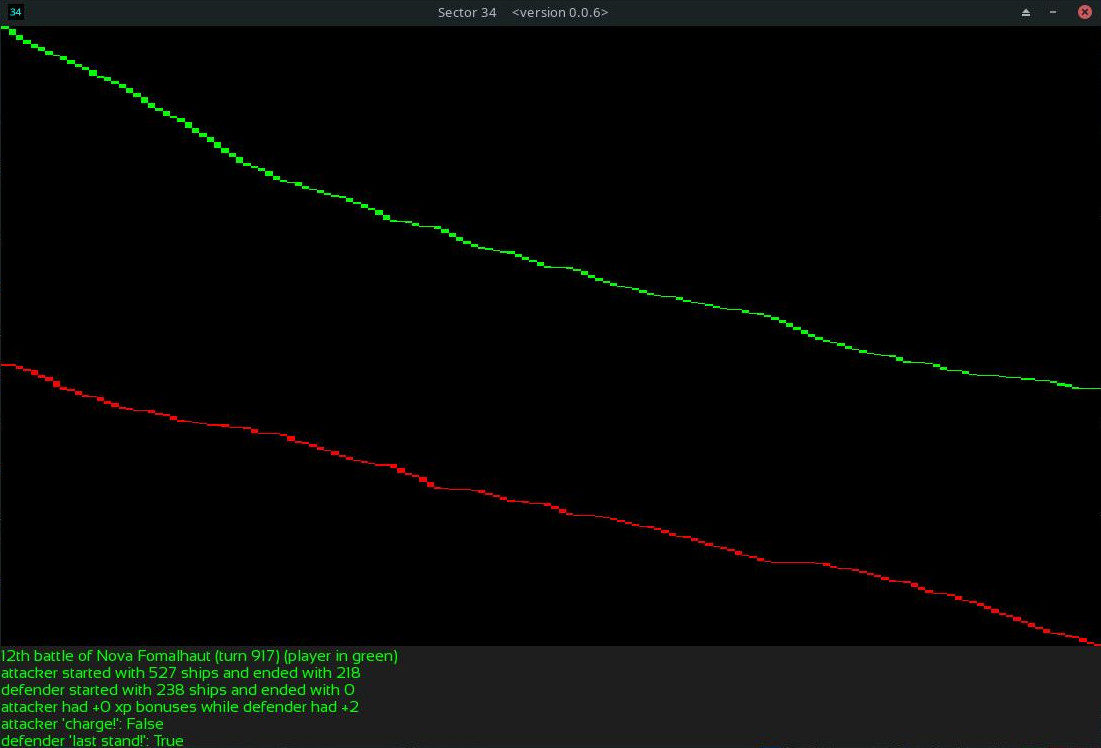 34
Sector 34 <version 0.0.6>
12th battle of Nova Fomalhaut (turn 917) (player in green)
attacker started with 527 ships and ended with 218
defender started with 238 ships and ended with 0
attacker had +0 xp bonuses while defender had +2
attacker 'charge!': False
defender 'last stand!': True